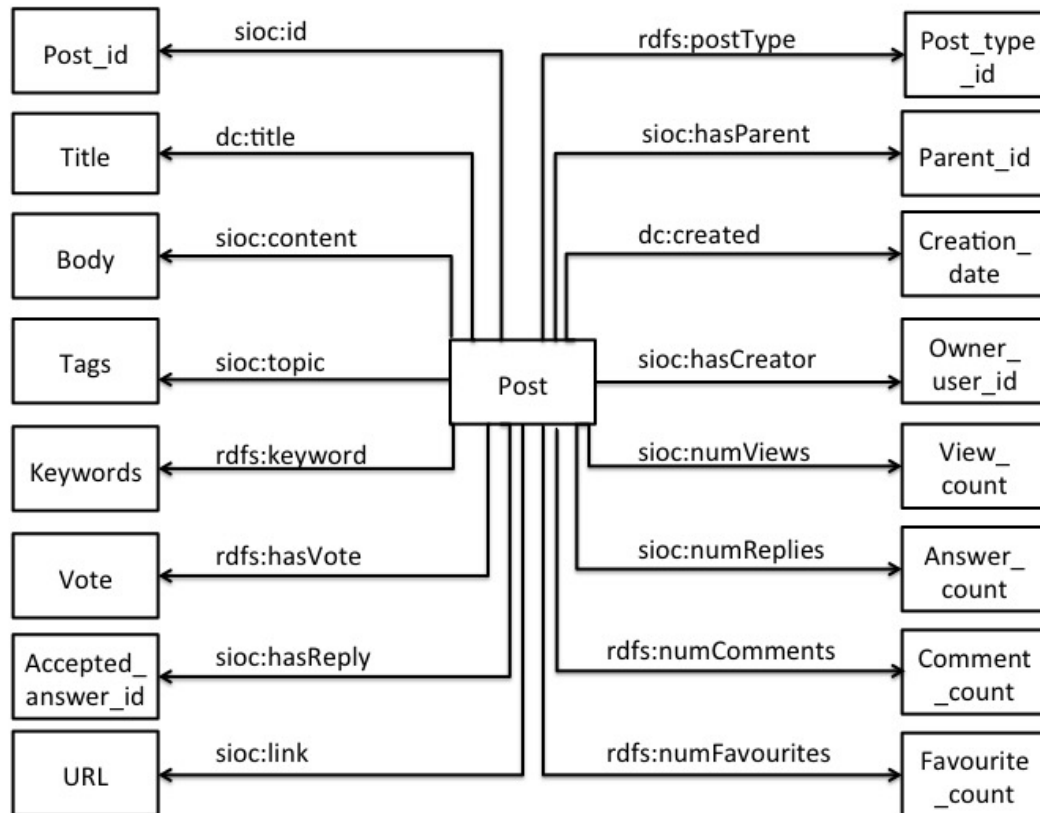 sioc:id
Post_id
rdfs:postType
Post_type
_id
dc:title
Title
sioc:hasParent
Parent_id
sioc:content
Body
dc:created
Creation_
date
sioc:topic
Tags
Post
sioc:hasCreator
Owner_
user_id
rdfs:keyword
Keywords
sioc:numViews
View_
count
rdfs:hasVote
Vote
sioc:numReplies
Answer_
count
sioc:hasReply
Accepted_
answer_id
rdfs:numComments
Comment
_count
sioc:link
URL
rdfs:numFavourites
Favourite
_count